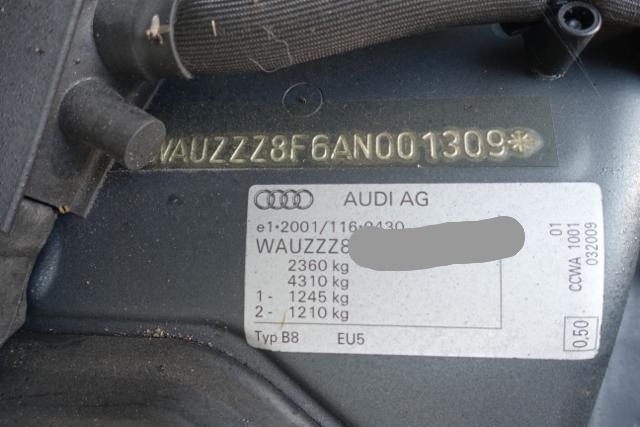 WAUZZZ8F6AN001309*
AUDI AG
e1*2001/116*0430
WAUZZZ8
2360 kg
4310 kg
1- 1245 kg
2- 1210 kg
Typ B8 EU5
01
CCWA 1001
032009
0,50